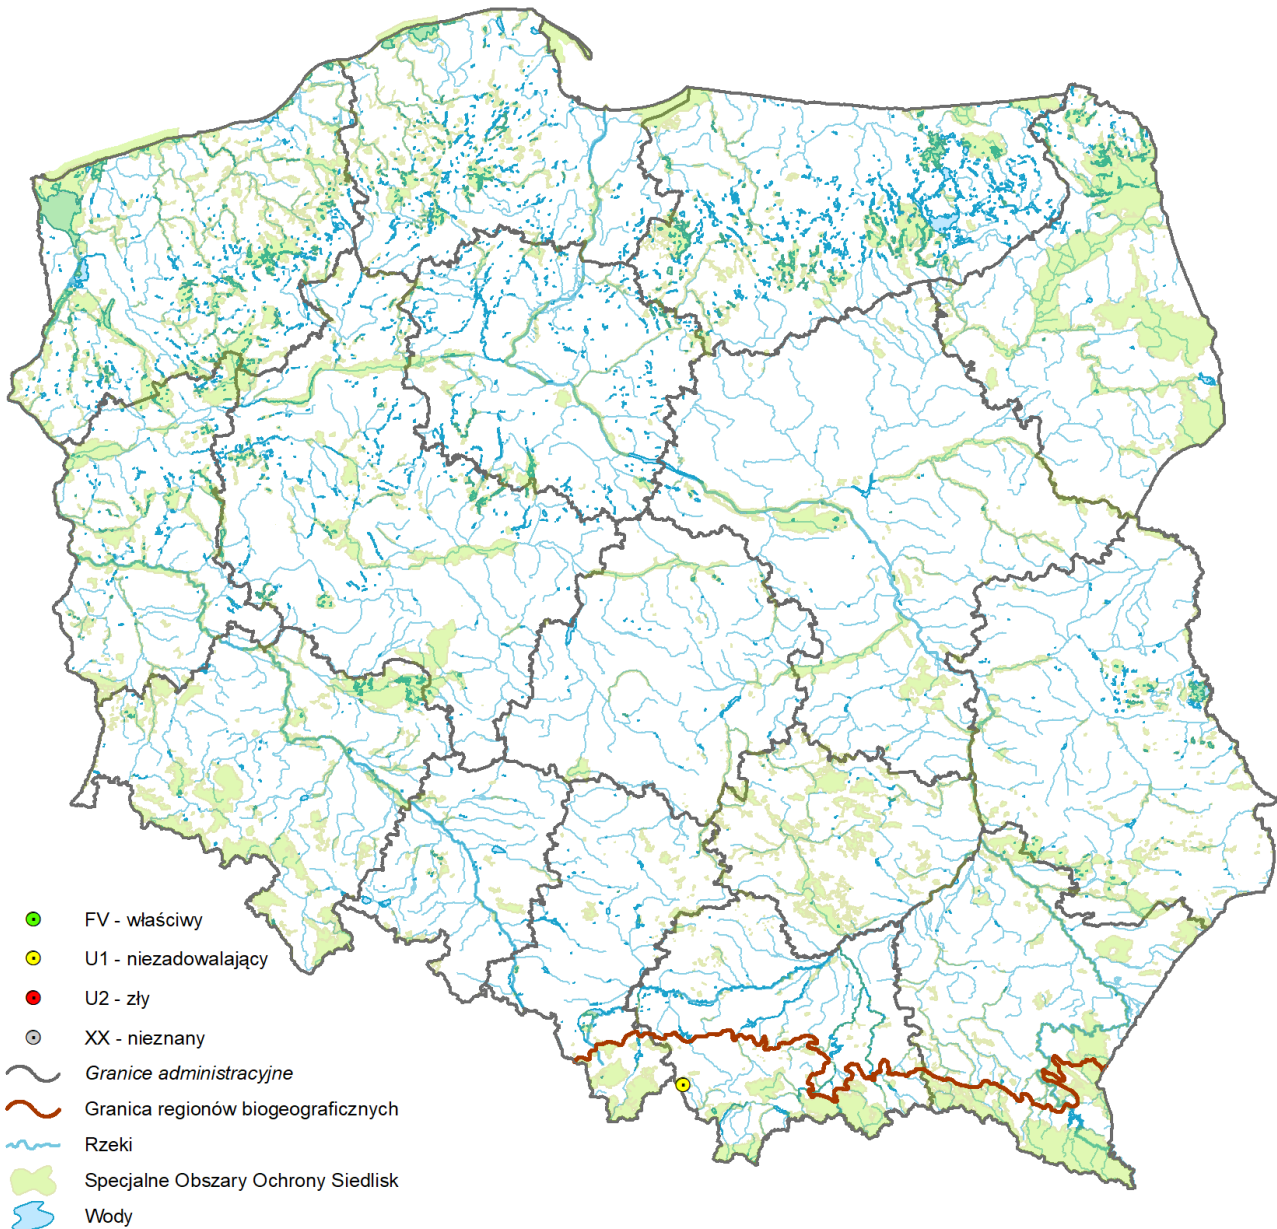 FV - właściwy
U1 - niezadowalający
U2 - zły
XX - nieznany
Granice administracyjne
Granica regionów biogeograficznych
Rzeki
Specjalne Obszary Ochrony Siedlisk
Wody